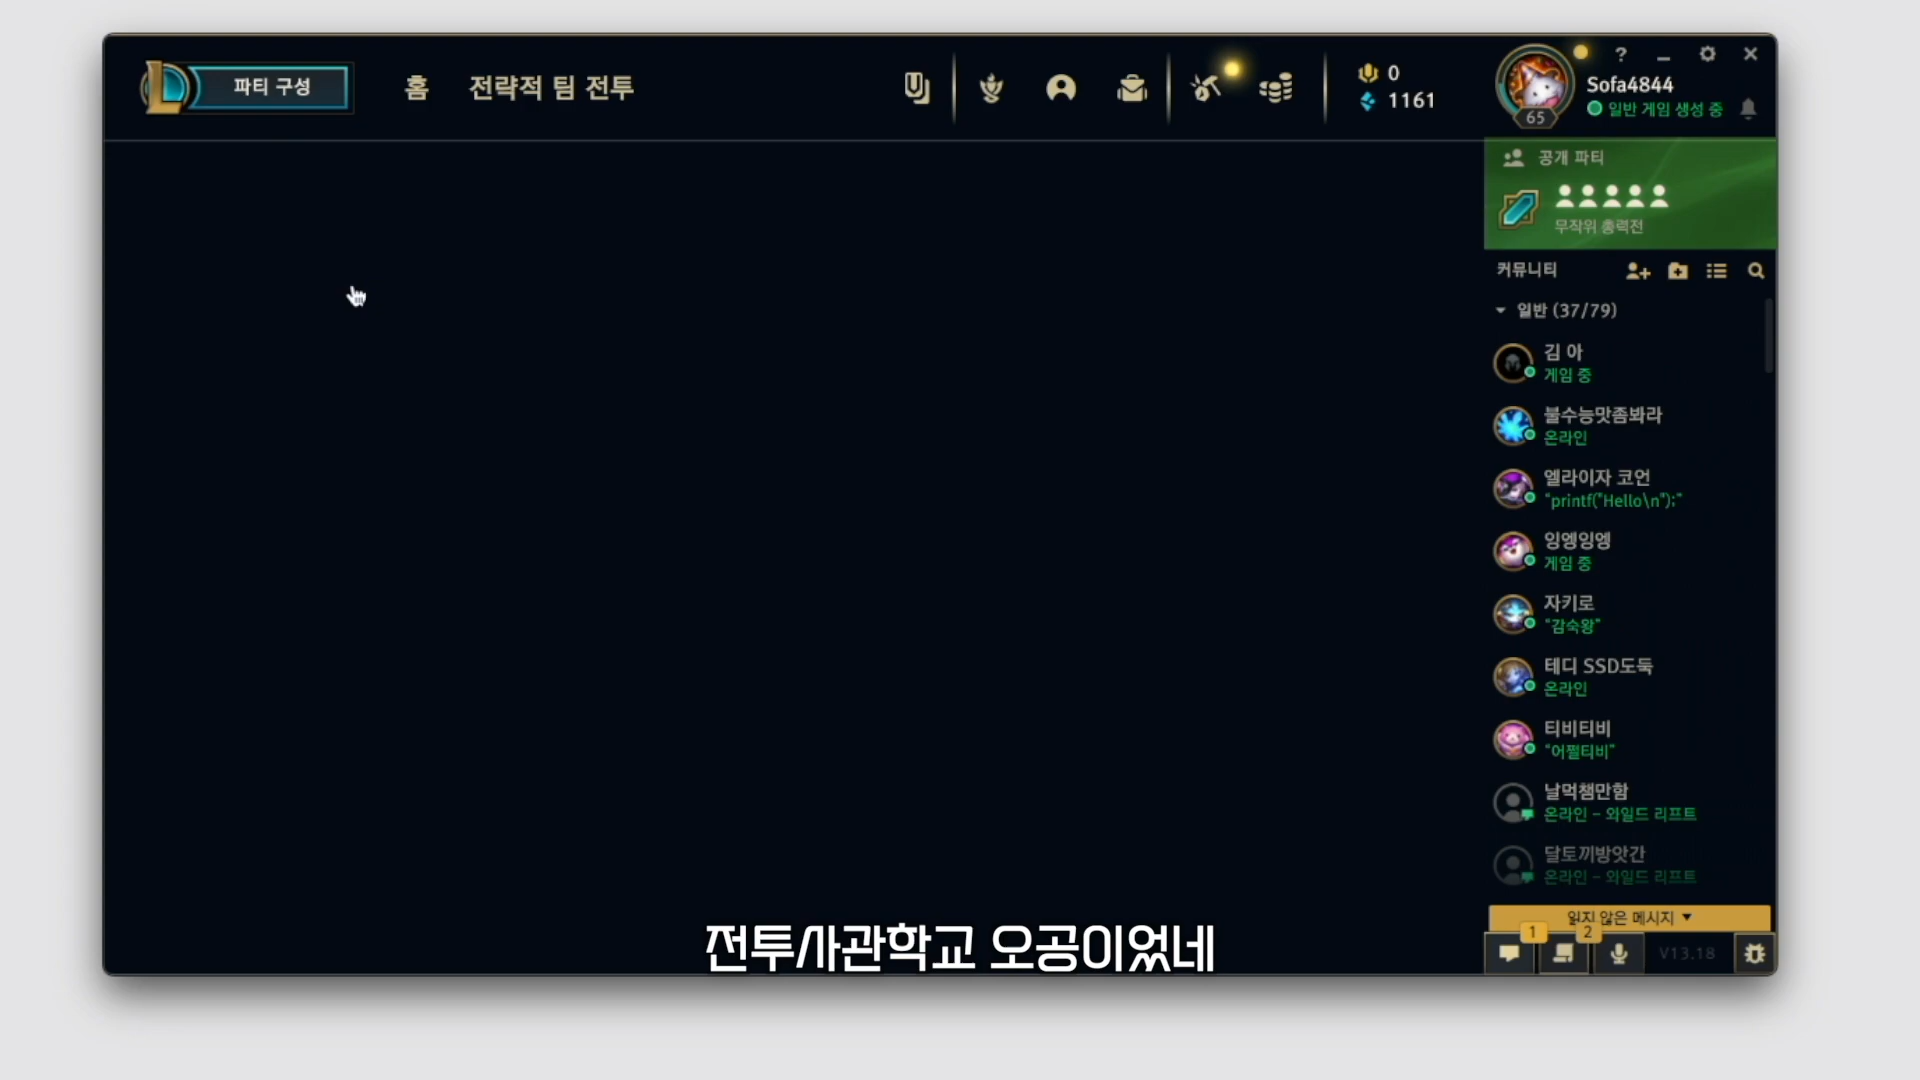 파티 구성
홈
전략적 팀 전투
0
1161
65
Sofa4844
일반 게임 생성 중
공개 파티
무작위 총력전
커뮤니티
일반 (37/79)
김 아
게임 중
불수능맛좀봐라
온라인
엘라이자 코언
"printf("Hello\n");"
잉엥잉엥
게임 중
자키로
"감숙왕"
테디 SSD도둑
온라인
티비티비
"어쩔티비"
날먹챔만함
온라인 - 와일드 리프트
달토끼방앗간
온라인 - 와일드 리프트
읽지 않은 메시지
1
2
V13.18
전투사관학교 오공이었네